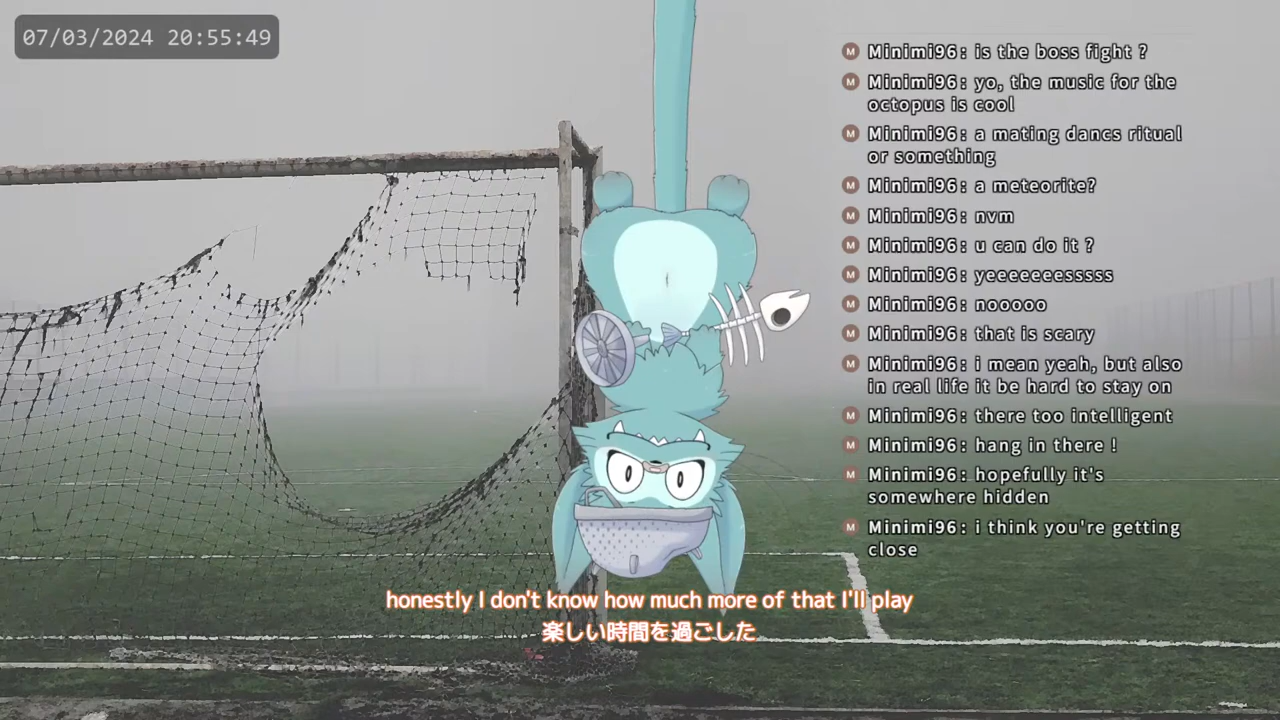 07/03/2024 20:55:49
M Minimi96: is the boss fight ?
M Minimi96: yo, the music for the
octopus is cool
M Minimi96: a mating dancs ritual
or something
M Minimi96: a meteorite?
M Minimi96: nvm
M Minimi96: u can do it ?
M Minimi96: yeeeeeeesssss
M Minimi96: nooooo
M Minimi96: that is scary
M Minimi96: i mean yeah, but also
in real life it be hard to stay on
M Minimi96: there too intelligent
M Minimi96: hang in there !
M Minimi96: hopefully it's
somewhere hidden
M Minimi96: i think you're getting
close
honestly I don't know how much more of that I'll play
楽しい時間を過ごした